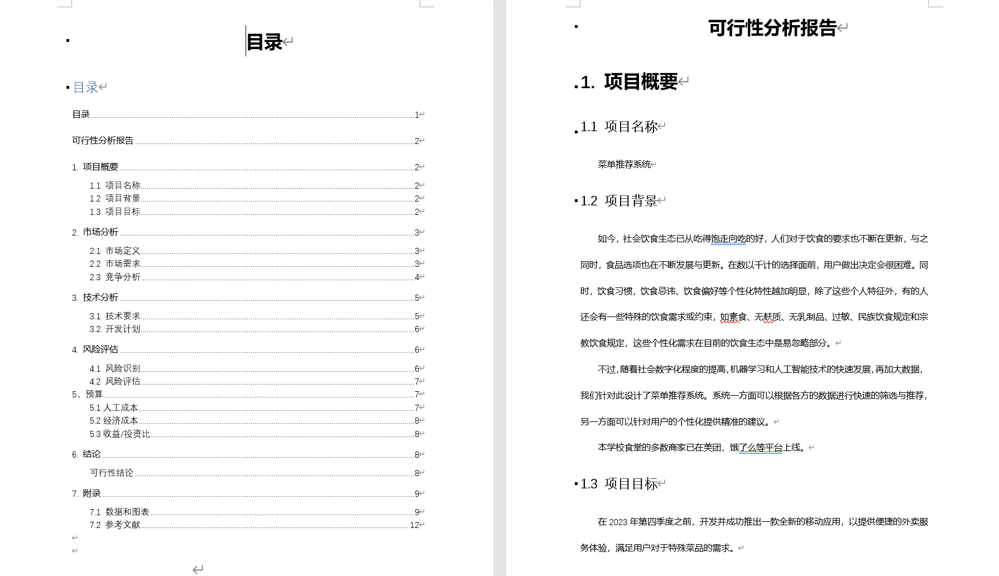 目录
目录
目录 1
可行性分析报告 2
1. 项目概要 2
1.1 项目名称 2
1.2 项目背景 2
1.3 项目目标 2
2. 市场分析 3
2.1 市场定义 3
2.2 市场需求 3
2.3 竞争分析 4
3. 技术分析 5
3.1 技术要求 5
3.2 开发计划 6
4. 风险评估 6
4.1 风险识别 6
4.2 风险评估 7
5、预算 7
5.1 人工成本 7
5.2 经济成本 8
5.3 收益/投资比 8
6. 结论 8
可行性结论 8
7. 附录 9
7.1 数据和图表 9
7.2 参考文献 12
可行性分析报告
1. 项目概要
1.1 项目名称
菜单推荐系统
1.2 项目背景
如今，社会饮食生态已从吃得饱走向吃的好，人们对于饮食的要求也不断在更新，与之
同时，食品选项也在不断发展与更新。在数以千计的选择面前，用户做出决定会很困难。同
时，饮食习惯，饮食忌讳、饮食偏好等个性化特性越加明显，除了这些个人特征外，有的人
还会有一些特殊的饮食需求或约束，如素食、无麸质、无乳制品、过敏、民族饮食规定和宗
教饮食规定，这些个性化需求在目前的饮食生态中是易忽略部分。
不过，随着社会数字化程度的提高，机器学习和人工智能技术的快速发展，再加大数据，
我们针对此设计了菜单推荐系统。系统一方面可以根据各方的数据进行快速的筛选与推荐，
另一方面可以针对用户的个性化提供精准的建议。
本学校食堂的多数商家已在美团，饿了么等平台上线。
1.3 项目目标
在 2023 年第四季度之前，开发并成功推出一款全新的移动应用，以提供便捷的外卖服
务体验，满足用户对于特殊菜品的需求。